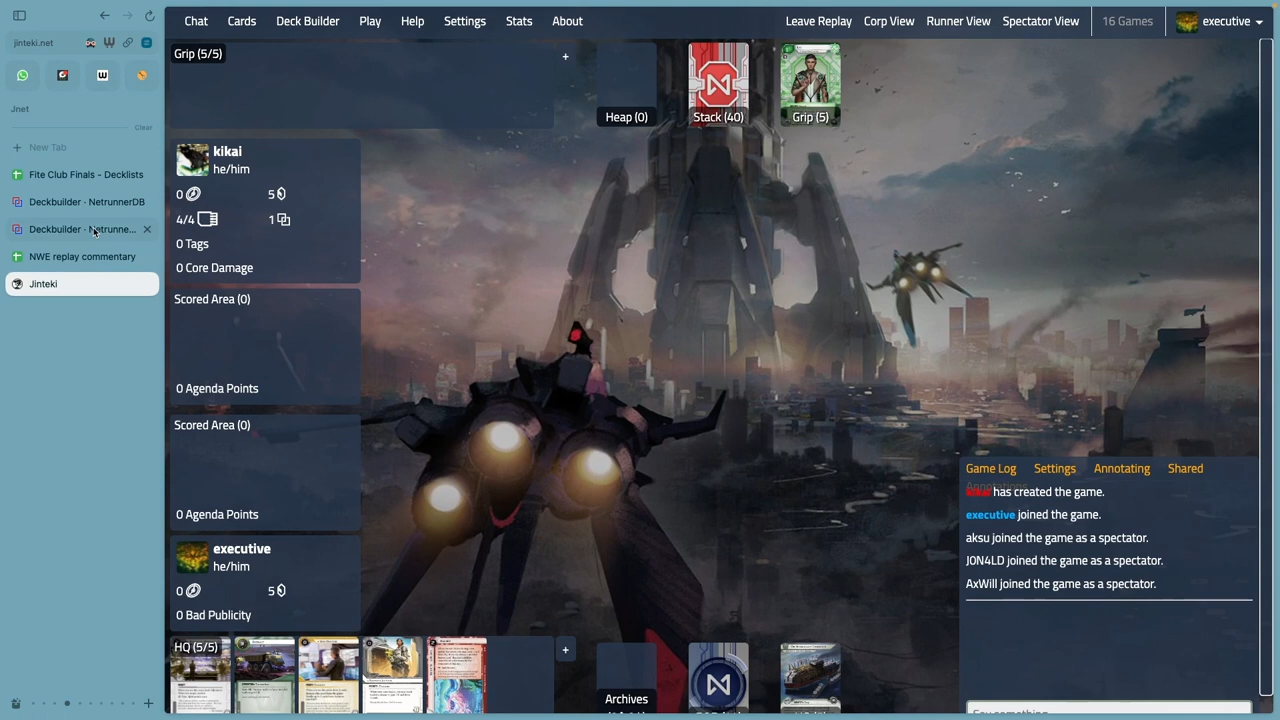 Chat Cards Deck Builder Play Help Settings Stats About Leave Replay Corp View Runner View Spectator View 16 Games executive
jinteki.net
Jnet
Clear
New Tab
Fite Club Finals - Decklists
Deckbuilder · NetrunnerDB
Deckbuilder · Netrunne...
NWE replay commentary
Jinteki
Grip (5/5)
+
Heap (0)
Stack (40)
Grip (5)
kikai
he/him
0 5
4/4 1
0 Tags
0 Core Damage
Scored Area (0)
0 Agenda Points
Scored Area (0)
0 Agenda Points
executive
he/him
0 5
0 Bad Publicity
HQ (5/5)
+
Archives
Game Log Settings Annotating Shared
Annotations
has created the game.
executive joined the game.
aksu joined the game as a spectator.
J0N4LD joined the game as a spectator.
AxWill joined the game as a spectator.
Say something